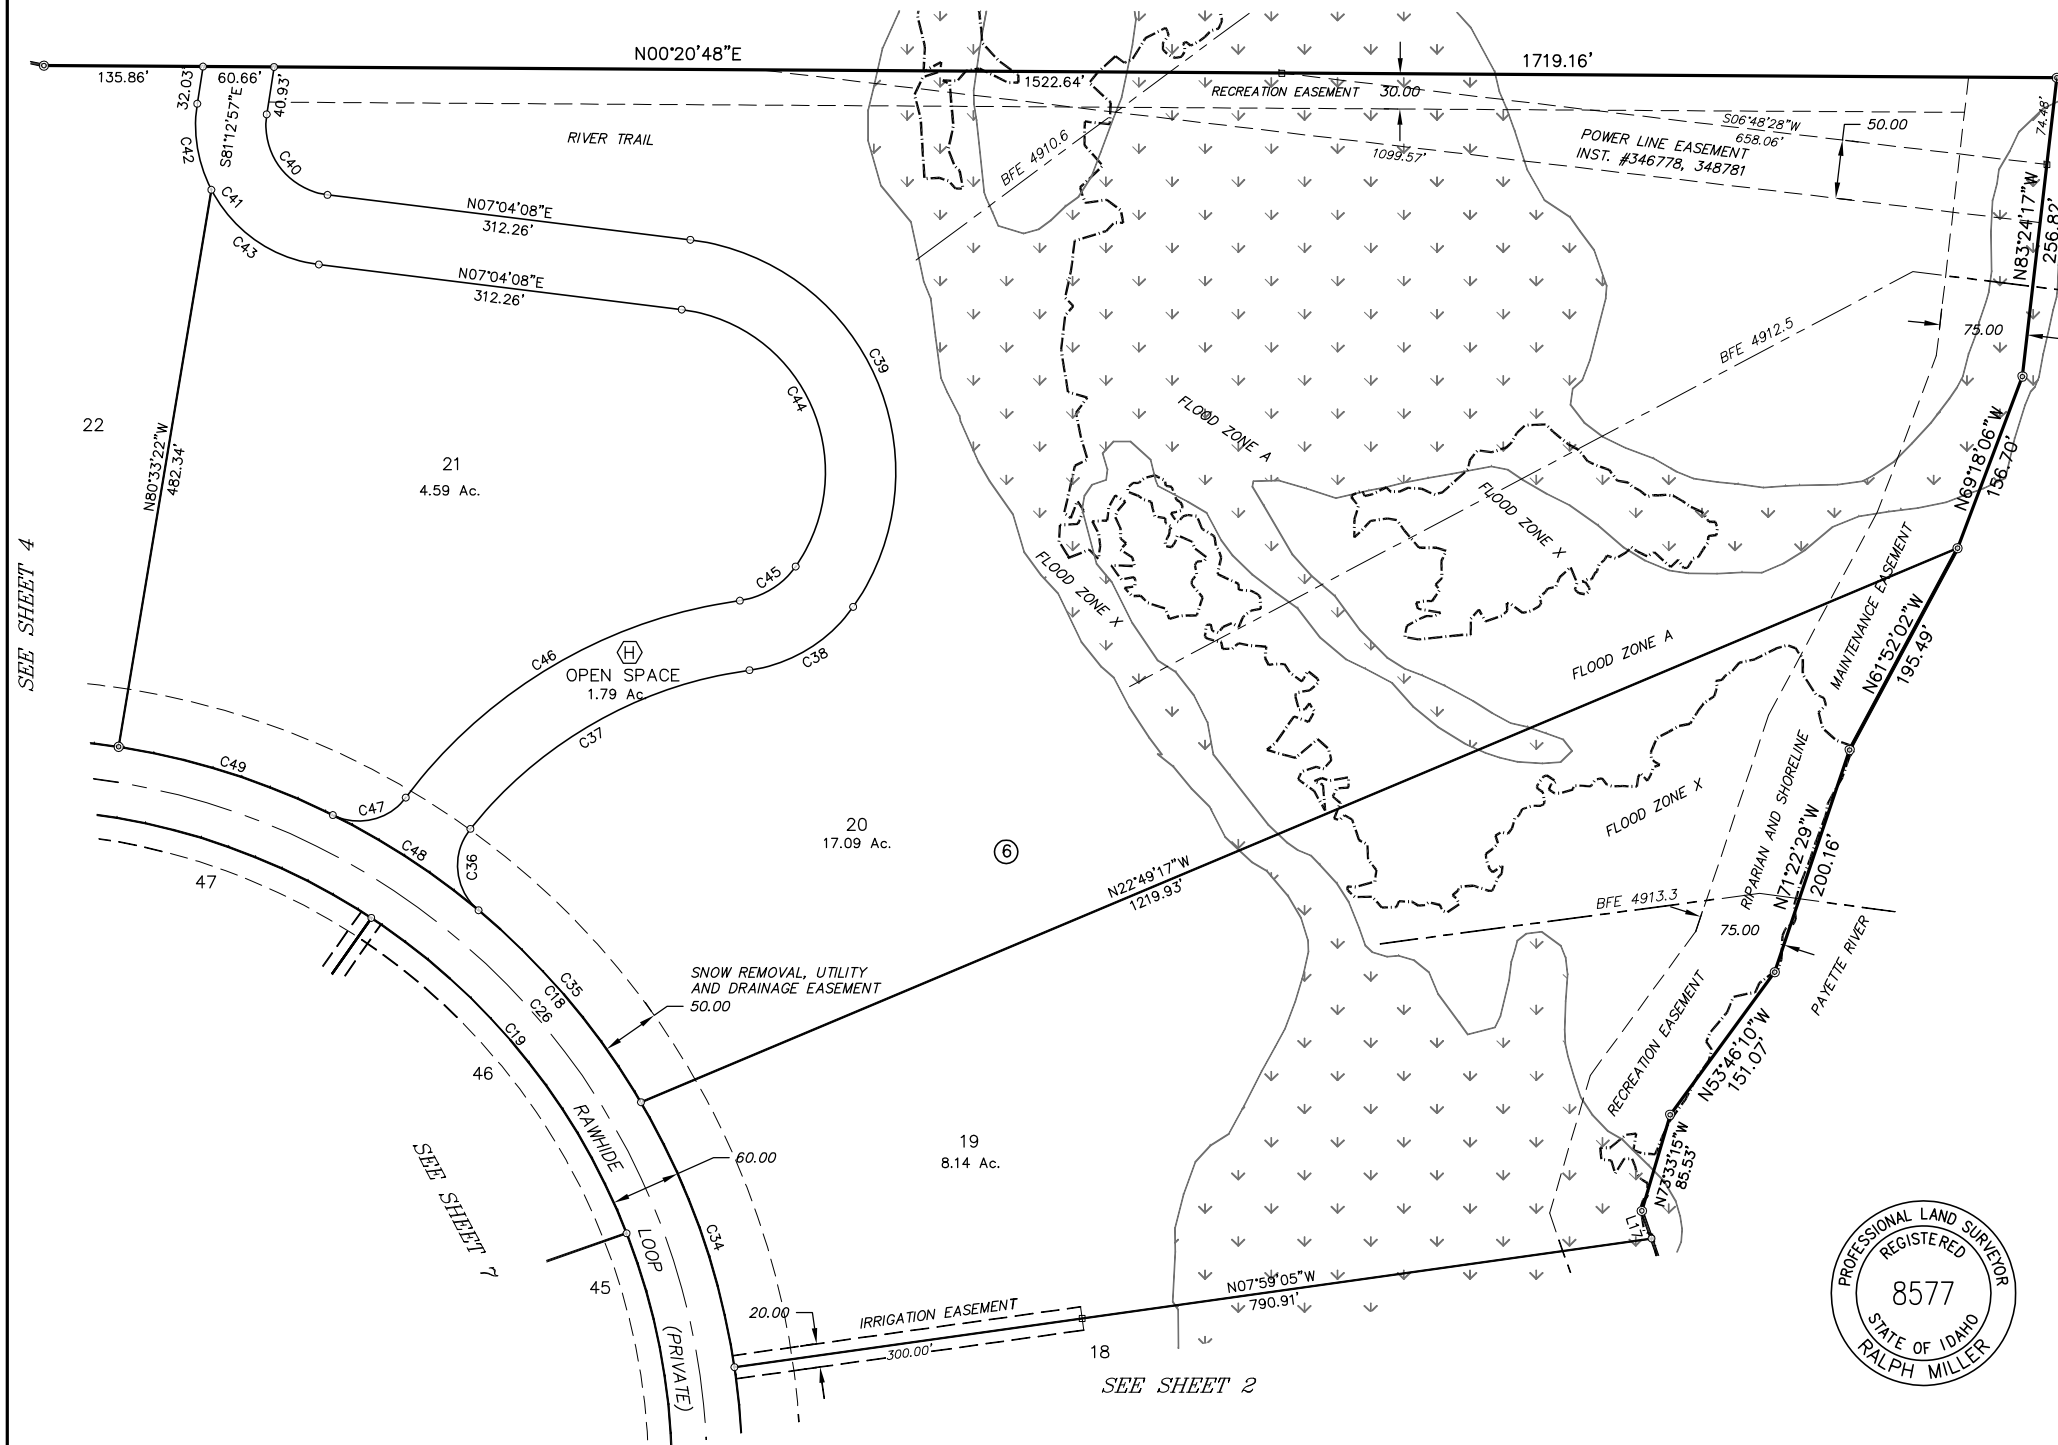 N00°20'48"E
1719.16'
135.86'
60.66'
1522.64'
32.03'
40.93'
S81°12'57"E
C42
C40
C41
C43
RIVER TRAIL
RECREATION EASEMENT
30.00
S06°48'28"W
658.06'
50.00
POWER LINE EASEMENT
INST. #346778, 348781
1099.57'
74.48'
N83°24'17"W
256.82'
BFE 4910.6
N07°04'08"E
312.26'
N07°04'08"E
312.26'
C39
C44
BFE 4912.5
75.00
22
N80°33'22"W
482.34'
21
4.59 Ac.
FLOOD ZONE A
FLOOD ZONE X
N69°18'06"W
156.70'
SEE SHEET 4
C45
C46
H
OPEN SPACE
1.79 Ac.
C38
C37
FLOOD ZONE X
FLOOD ZONE A
MAINTENANCE EASEMENT
N61°52'02"W
195.49'
C49
C47
C48
C36
20
17.09 Ac.
6
FLOOD ZONE X
RIPARIAN AND SHORELINE
N71°22'29"W
200.16'
N22°49'17"W
1219.93'
BFE 4913.3
75.00
PAYETTE RIVER
47
SNOW REMOVAL, UTILITY
AND DRAINAGE EASEMENT
50.00
C35
C18
C26
C19
46
RECREATION EASEMENT
N53°46'10"W
151.07'
RAWHIDE
LOOP
(PRIVATE)
60.00
19
8.14 Ac.
N73°33'15"W
85.53'
L17
SEE SHEET 7
45
C34
N07°59'05"W
790.91'
20.00
IRRIGATION EASEMENT
300.00'
18
SEE SHEET 2
PROFESSIONAL LAND SURVEYOR
REGISTERED
8577
STATE OF IDAHO
RALPH MILLER